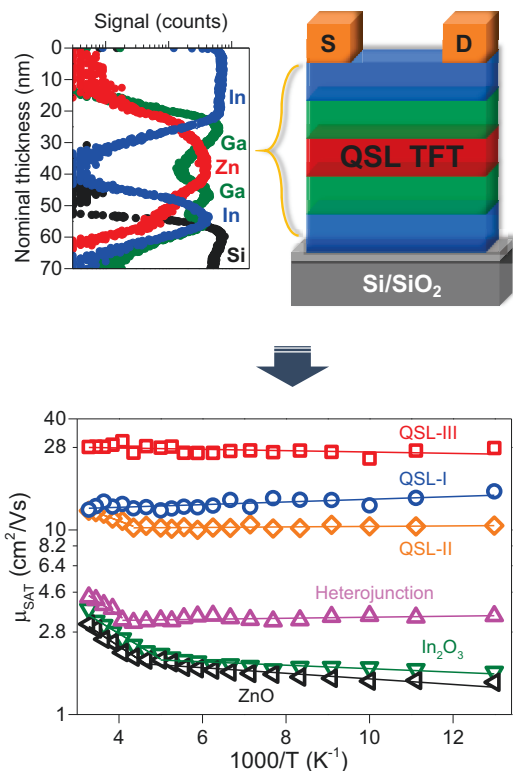 Signal (counts)
Nominal thickness (nm)
0
10
20
30
40
50
60
70
In
Ga
Zn
Ga
In
Si
S
D
QSL TFT
Si/SiO₂
μSAT (cm²/Vs)
40
28
10
8.2
6.4
4.6
2.8
1
QSL-III
QSL-I
QSL-II
Heterojunction
In₂O₃
ZnO
4
6
8
10
12
1000/T (K⁻¹)